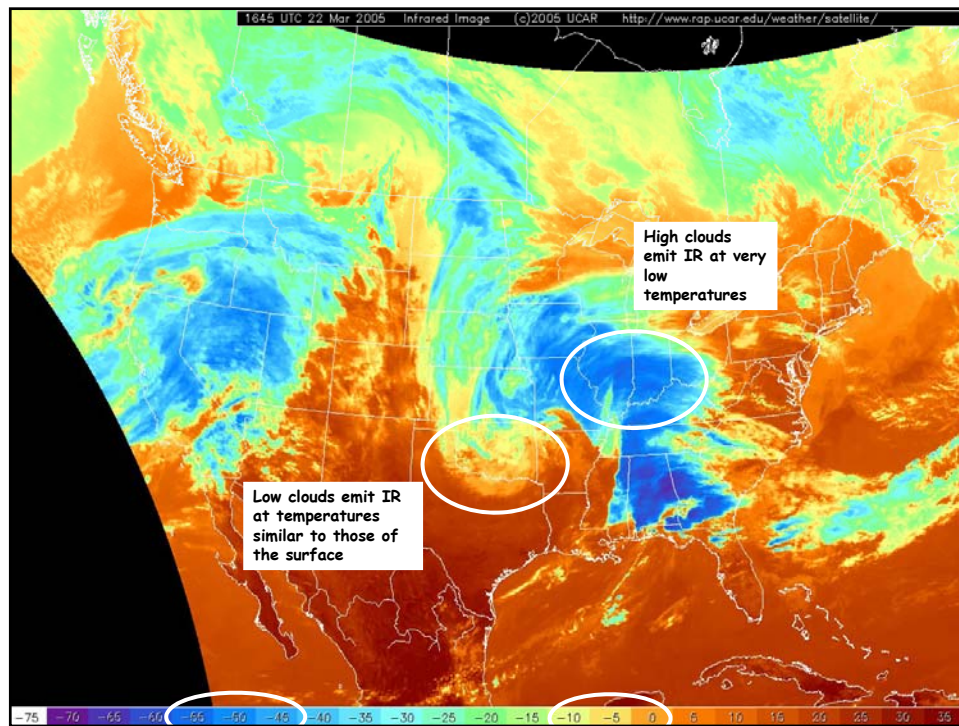 1645 UTC 22 Mar 2005 Infrared Image (c)2005 UCAR http://www.rap.ucar.edu/weather/satellite/
High clouds
emit IR at very
low
temperatures
Low clouds emit IR
at temperatures
similar to those of
the surface
-75 -70 -65 -60 -55 -50 -45 -40 -35 -30 -25 -20 -15 -10 -5 0 5 10 15 20 25 30 35